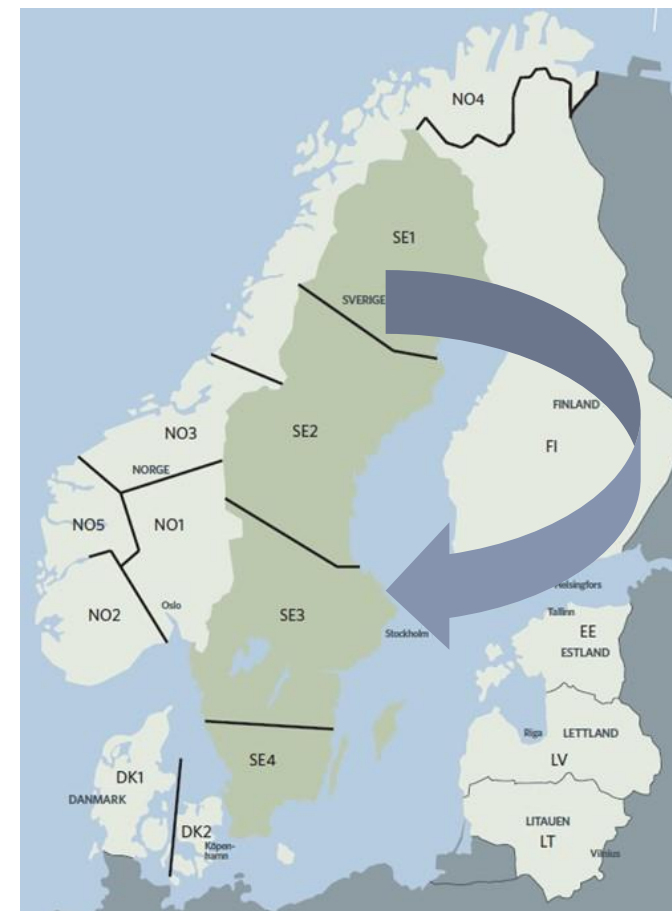 NO4
SE1
SVERIGE
FINLAND
NO3
SE2
FI
NORGE
NO5
NO1
Helsingfors
Oslo
Tallinn
NO2
SE3
EE
Stockholm
ESTLAND
Riga
LETTLAND
SE4
LV
DK1
DANMARK
LITAUEN
DK2
LT
Köpen-
hamn
Vilnius